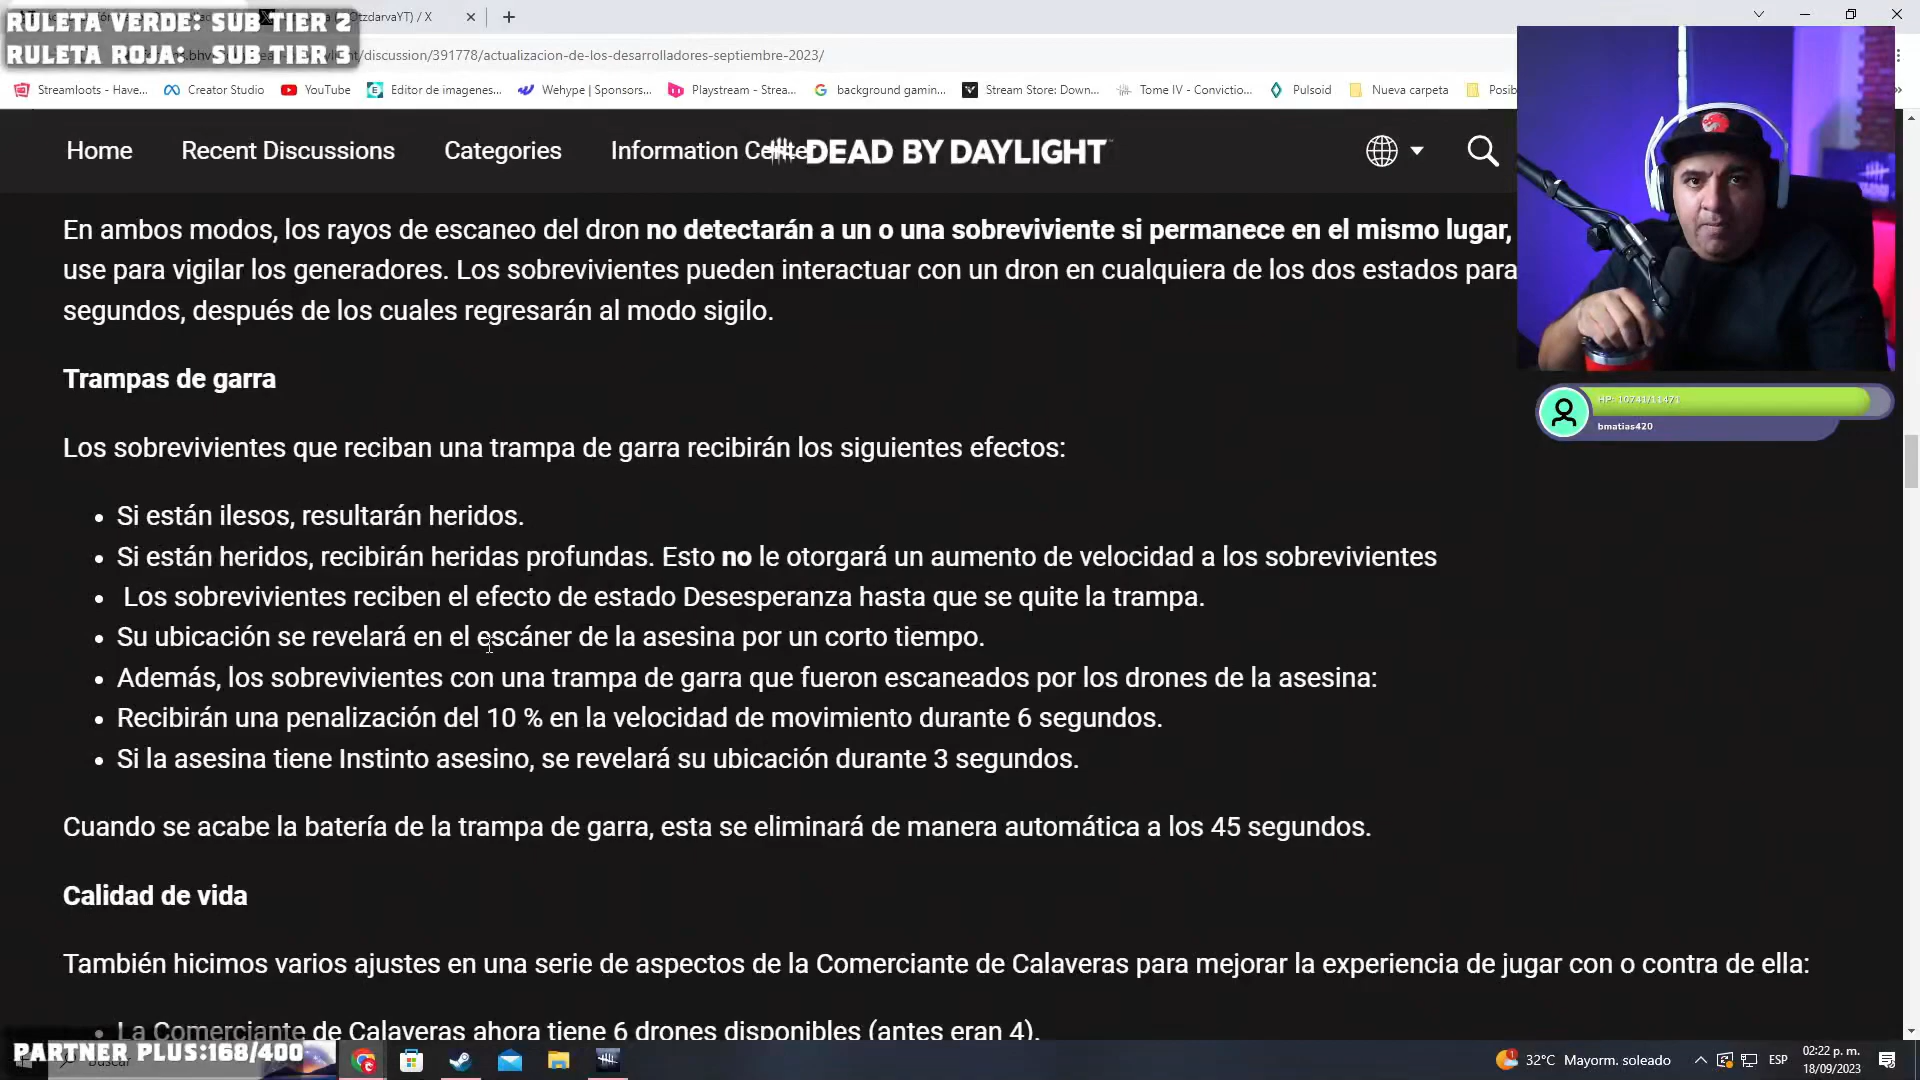 RULETA VERDE: SUB TIER 2
RULETA ROJA: SUB TIER 3
OtzdarvaYT) / X
/discussion/391778/actualizacion-de-los-desarrolladores-septiembre-2023/
Streamloots - Have...
Creator Studio
YouTube
Editor de imagenes...
Wehype | Sponsors...
Playstream - Strea...
background gamin...
Stream Store: Down...
Tome IV - Convictio...
Pulsoid
Nueva carpeta
Posib
Home
Recent Discussions
Categories
Information Center
DEAD BY DAYLIGHT
En ambos modos, los rayos de escaneo del dron no detectarán a un o una sobreviviente si permanece en el mismo lugar,
use para vigilar los generadores. Los sobrevivientes pueden interactuar con un dron en cualquiera de los dos estados para
segundos, después de los cuales regresarán al modo sigilo.
Trampas de garra
Los sobrevivientes que reciban una trampa de garra recibirán los siguientes efectos:
• Si están ilesos, resultarán heridos.
• Si están heridos, recibirán heridas profundas. Esto no le otorgará un aumento de velocidad a los sobrevivientes
• Los sobrevivientes reciben el efecto de estado Desesperanza hasta que se quite la trampa.
• Su ubicación se revelará en el escáner de la asesina por un corto tiempo.
• Además, los sobrevivientes con una trampa de garra que fueron escaneados por los drones de la asesina:
• Recibirán una penalización del 10 % en la velocidad de movimiento durante 6 segundos.
• Si la asesina tiene Instinto asesino, se revelará su ubicación durante 3 segundos.
Cuando se acabe la batería de la trampa de garra, esta se eliminará de manera automática a los 45 segundos.
Calidad de vida
También hicimos varios ajustes en una serie de aspectos de la Comerciante de Calaveras para mejorar la experiencia de jugar con o contra de ella:
• La Comerciante de Calaveras ahora tiene 6 drones disponibles (antes eran 4).
HP: 10741/11471
bmatias420
PARTNER PLUS:168/400
Buscar
32°C Mayorm. soleado
ESP
02:22 p. m.
18/09/2023